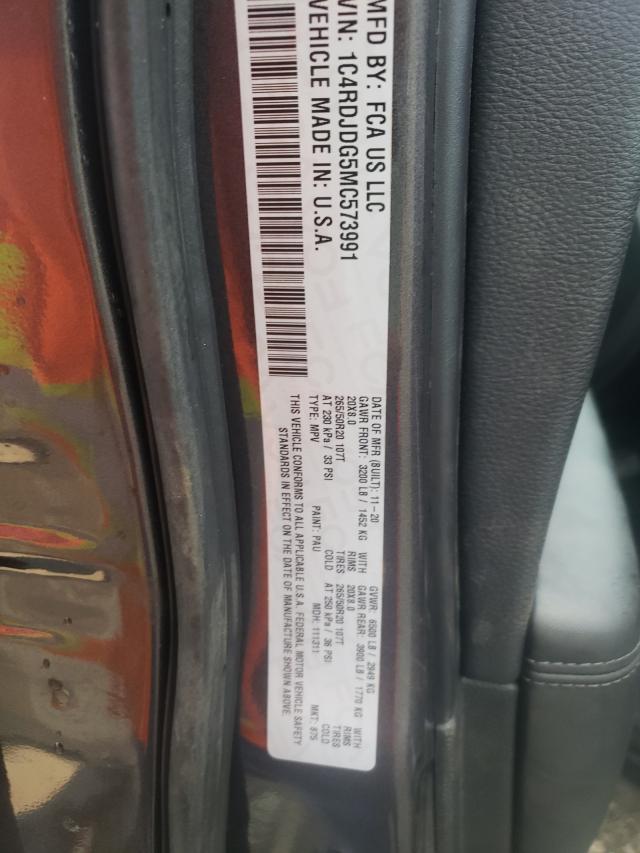 MFD BY: FCA US LLC
VIN: 1C4RDJDG5MC573991
VEHICLE MADE IN: U.S.A.
DATE OF MFR (BUILT): 11-20 GVWR: 6500 LB / 2949 KG
GAWR FRONT: 3200 LB / 1452 KG WITH GAWR REAR: 3900 LB / 1770 KG WITH
20X8.0 RIMS 20X8.0 RIMS
265/50R20 107T TIRES 265/50R20 107T TIRES
AT 230 kPa / 33 PSI COLD AT 250 kPa / 36 PSI COLD
TYPE: MPV PAINT: PAU MDH: 111311 MKT: 875
THIS VEHICLE CONFORMS TO ALL APPLICABLE U.S.A. FEDERAL MOTOR VEHICLE SAFETY
STANDARDS IN EFFECT ON THE DATE OF MANUFACTURE SHOWN ABOVE.